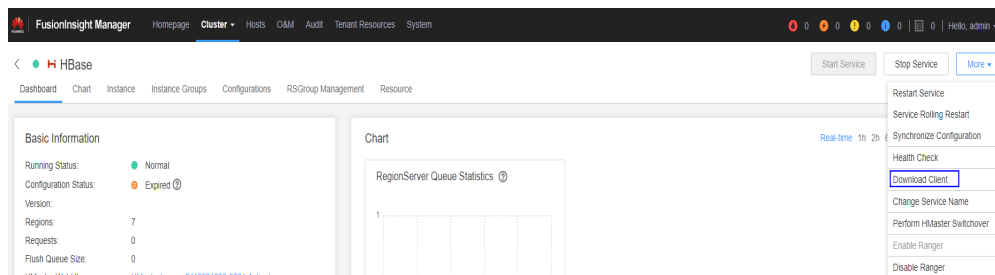 FusionInsight Manager Homepage Cluster Hosts O&M Audit Tenant Resources System 0 0 0 0 0 Hello, admin
HBase Start Service Stop Service More
Dashboard Chart Instance Instance Groups Configurations RSGroup Management Resource
Restart Service
Service Rolling Restart
Basic Information Chart Real-time 1h 2h Synchronize Configuration
Running Status: Normal
Health Check
RegionServer Queue Statistics
Configuration Status: Expired
Download Client
Version:
Change Service Name
Regions: 7
1
Perform HMaster Switchover
Requests: 0
Enable Ranger
Flush Queue Size: 0
Disable Ranger